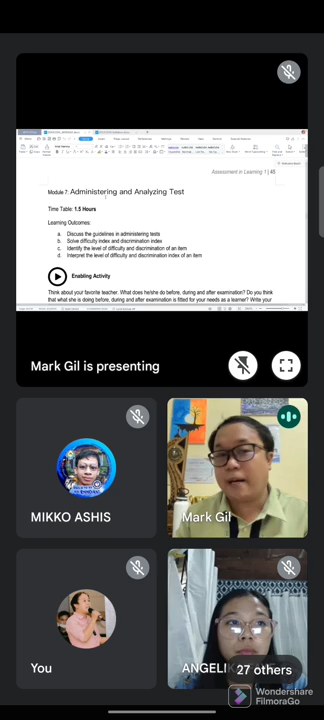 Assessment in Learning 1| 45
Module 7: Administering and Analyzing Test
Time Table: 1.5 Hours
Learning Outcomes:
a. Discuss the guidelines in administering tests
b. Solve difficulty index and discrimination index
c. Identify the level of difficulty and discrimination of an item
d. Interpret the level of difficulty and discrimination index of an item
Enabling Activity
Think about your favorite teacher. What does he/she do before, during and after examination? Do you
think that what she is doing before, during and after examination is fitted for your needs as a learner? Write your
Mark Gil is presenting
MIKKO ASHIS
Mark Gil
You
ANGELIK
27 others
Wondershare
FilmoraGo